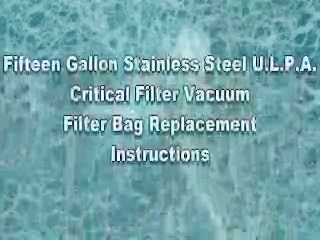 Fifteen Gallon Stainless Steel U.L.P.A.
Critical Filter Vacuum
Filter Bag Replacement
Instructions